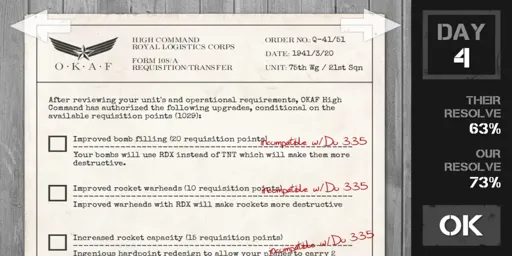 HIGH COMMAND
ROYAL LOGISTICS CORPS
FORM 108/A
REQUISITION/TRANSFER
O·K·A·F
ORDER NO.: Q-41/51
DATE: 1941/3/20
UNIT: 75th Wg / 21st Sqn
After reviewing your unit's and operational requirements, OKAF High
Command has authorized the following upgrades, conditional on the
available requisition points (1029):
Improved bomb filling (20 requisition points)
Incompatible w/Du 335
Your bombs will use RDX instead of TNT which will make them more
destructive.
Improved rocket warheads (10 requisition points)
Incompatible w/Du 335
Improved warheads with RDX will make rockets more destructive
Increased rocket capacity (15 requisition points)
Incompatible w/Du 335
Ingenious hardpoint redesign to allow your planes to carry 2
DAY
4
THEIR
RESOLVE
63%
OUR
RESOLVE
73%
OK